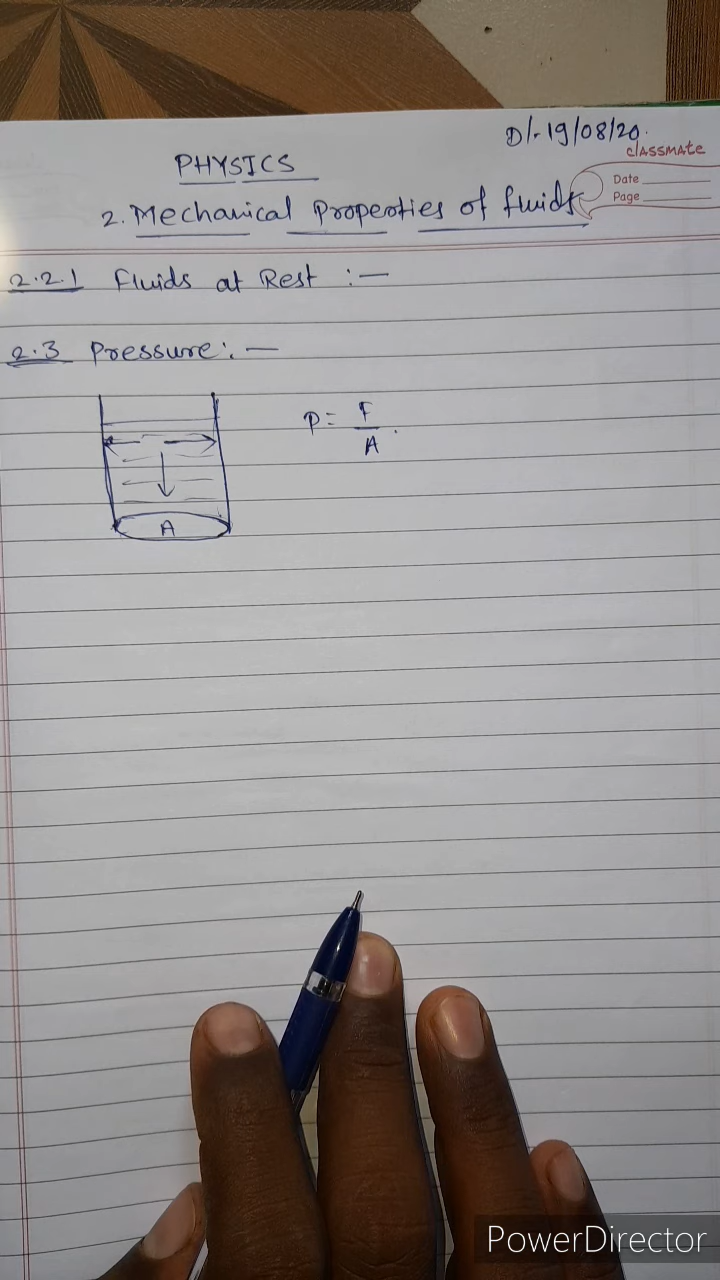 D/- 19/08/20.
classmate
PHYSICS
Date
Page
2. Mechanical Properties of fluids
2.2.1 Fluids at Rest :-
2.3 Pressure :-
P = F/A.
A
PowerDirector